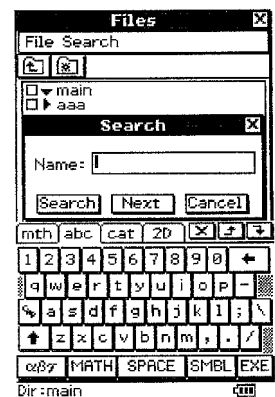 Files
File Search
main
aaa
Search
Name:
Search Next Cancel
mth abc cat 2D
1 2 3 4 5 6 7 8 9 0
q w e r t y u i o p -
a s d f g h j k l ; \
z x c v b n m , . /
αβγ MATH SPACE SMBL EXE
Dir:main